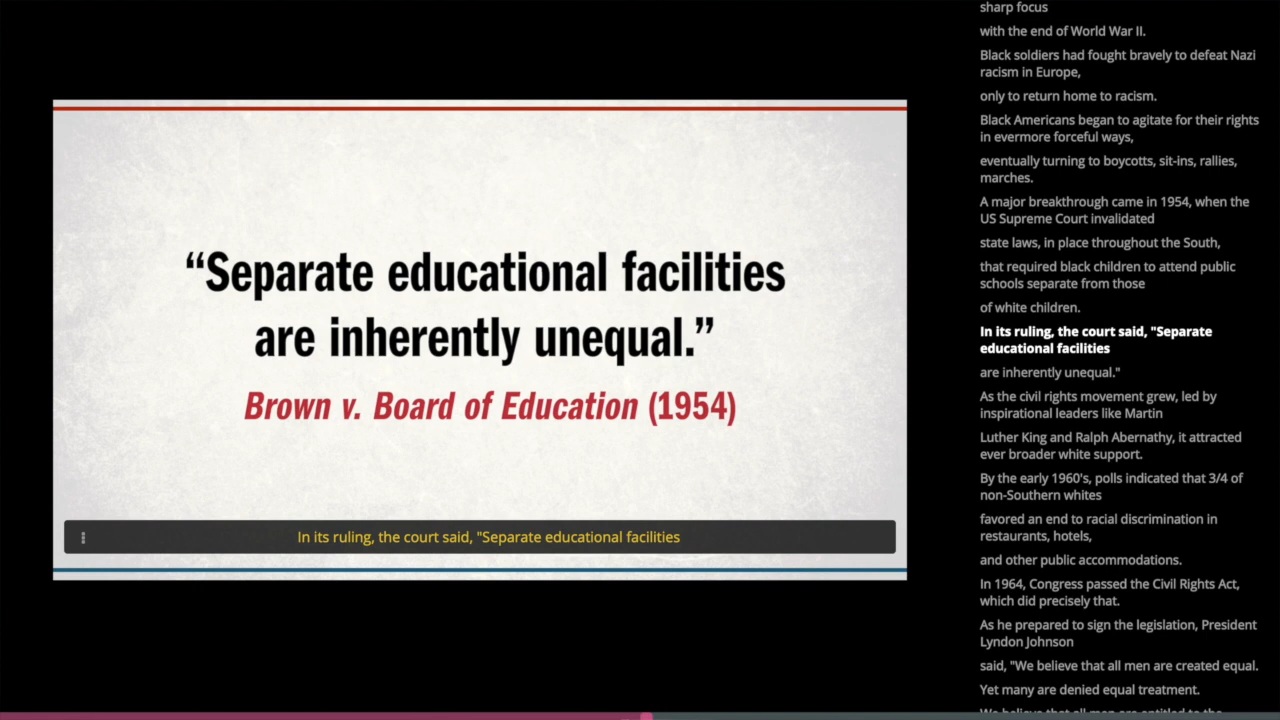 “Separate educational facilities
are inherently unequal.”
Brown v. Board of Education (1954)
In its ruling, the court said, "Separate educational facilities
sharp focus
with the end of World War II.
Black soldiers had fought bravely to defeat Nazi
racism in Europe,
only to return home to racism.
Black Americans began to agitate for their rights
in evermore forceful ways,
eventually turning to boycotts, sit-ins, rallies,
marches.
A major breakthrough came in 1954, when the
US Supreme Court invalidated
state laws, in place throughout the South,
that required black children to attend public
schools separate from those
of white children.
In its ruling, the court said, "Separate
educational facilities
are inherently unequal."
As the civil rights movement grew, led by
inspirational leaders like Martin
Luther King and Ralph Abernathy, it attracted
ever broader white support.
By the early 1960's, polls indicated that 3/4 of
non-Southern whites
favored an end to racial discrimination in
restaurants, hotels,
and other public accommodations.
In 1964, Congress passed the Civil Rights Act,
which did precisely that.
As he prepared to sign the legislation, President
Lyndon Johnson
said, "We believe that all men are created equal.
Yet many are denied equal treatment.
We believe that all men are entitled to the